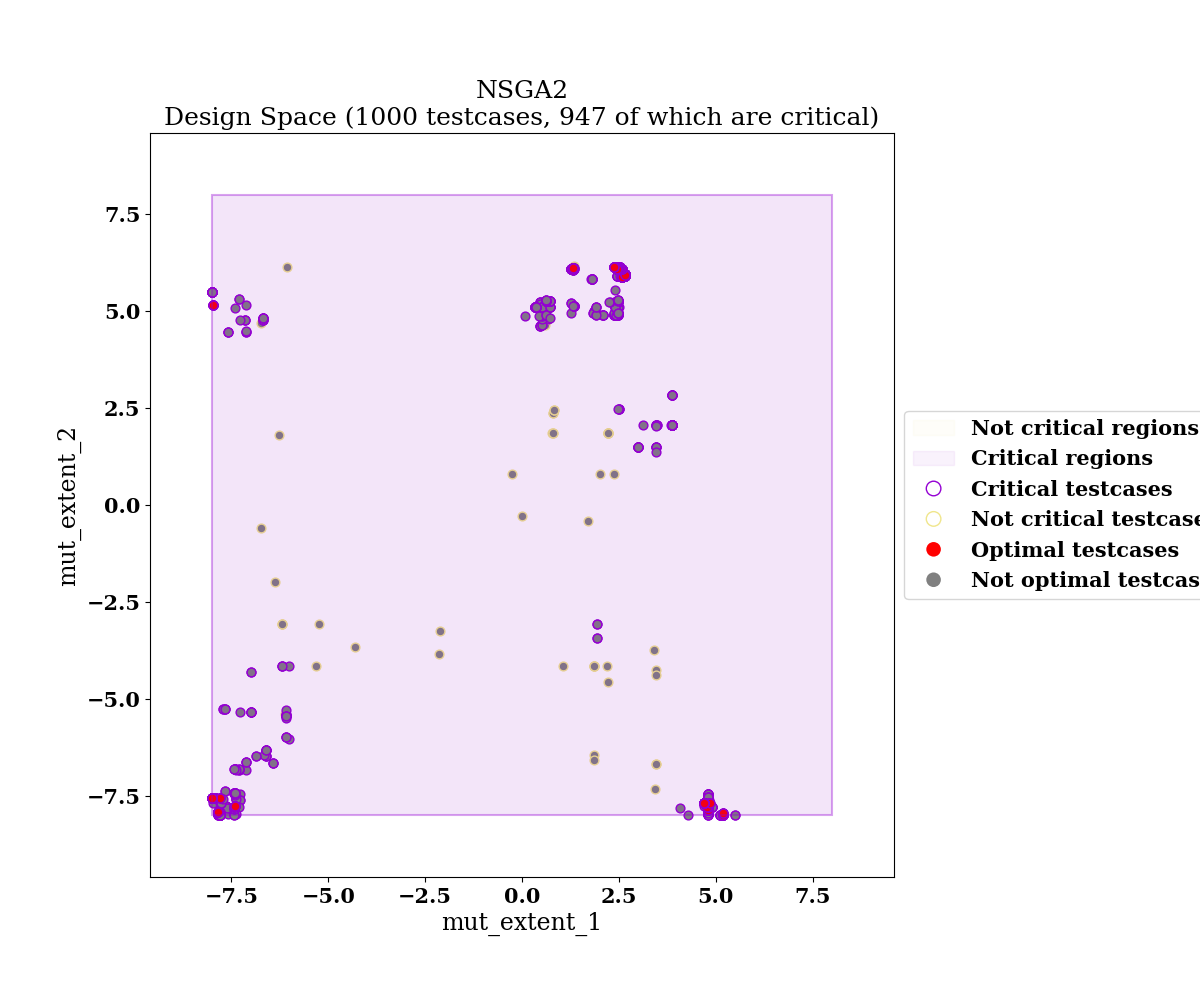 NSGA2
Design Space (1000 testcases, 947 of which are critical)
7.5
5.0
2.5
0.0
−2.5
−5.0
−7.5
mut_extent_2
−7.5
−5.0
−2.5
0.0
2.5
5.0
7.5
mut_extent_1
Not critical regions
Critical regions
Critical testcases
Not critical testcase
Optimal testcases
Not optimal testcas